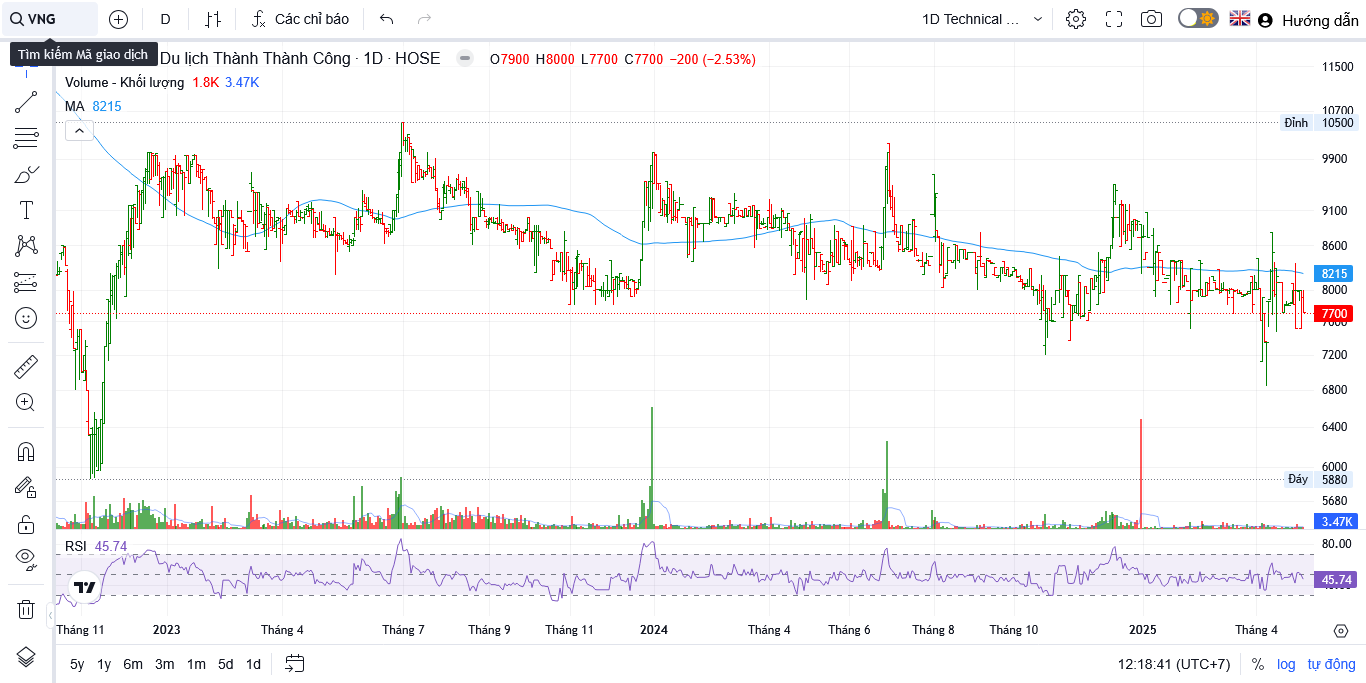 VNG D Các chỉ báo 1D Technical ... Hướng dẫn
Tìm kiếm Mã giao dịch
Du lịch Thành Thành Công · 1D · HOSE O7900 H8000 L7700 C7700 −200 (−2.53%)
Volume - Khối lượng 1.8K 3.47K
MA 8215
11500
10700
Đỉnh 10500
9900
9100
8600
8215
8000
7700
7600
7200
6800
6400
6000
Đáy 5880
5680
3.47K
RSI 45.74
80.00
45.74
Tháng 11 2023 Tháng 4 Tháng 7 Tháng 9 Tháng 11 2024 Tháng 4 Tháng 6 Tháng 8 Tháng 10 2025 Tháng 4
5y 1y 6m 3m 1m 5d 1d 12:18:41 (UTC+7) % log tự động